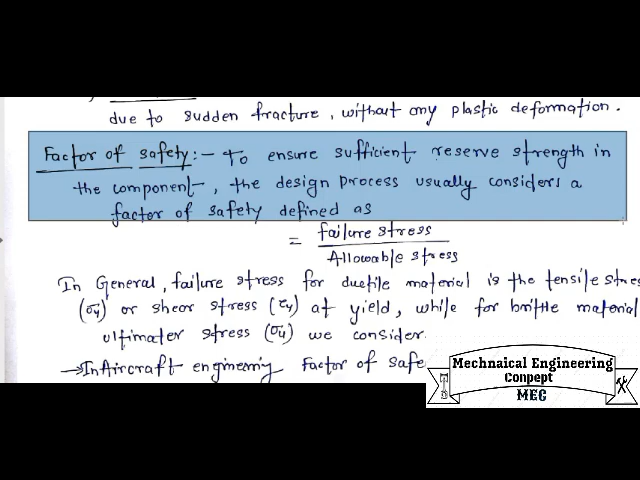 due to sudden fracture, without any plastic deformation.
Factor of safety:- To ensure sufficient reserve strength in
the component, the design process usually considers a
factor of safety defined as
= failure stress
Allowable stress
In General, failure stress for ductile material is the tensile stres
(σy) or shear stress (τy) at yield, while for brittle material
ultimater stress (σu) we consider.
→In Aircraft engineering Factor of Safe
Mechnaical Engineering
Conpept
MEC